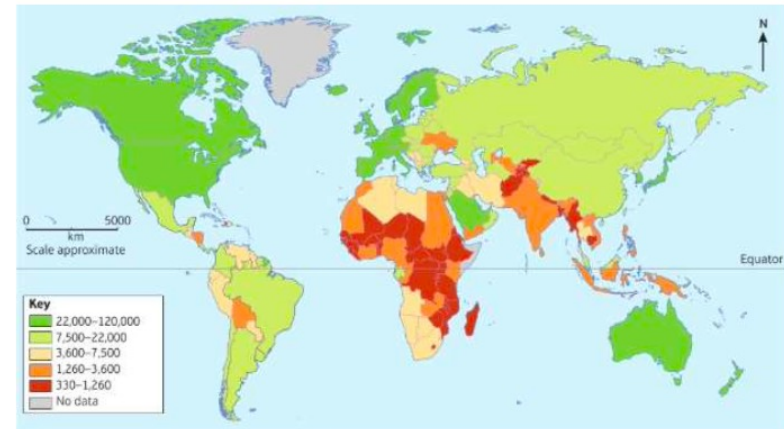 N
0 5000
km
Scale approximate
Equator
Key
22,000–120,000
7,500–22,000
3,600–7,500
1,260–3,600
330–1,260
No data